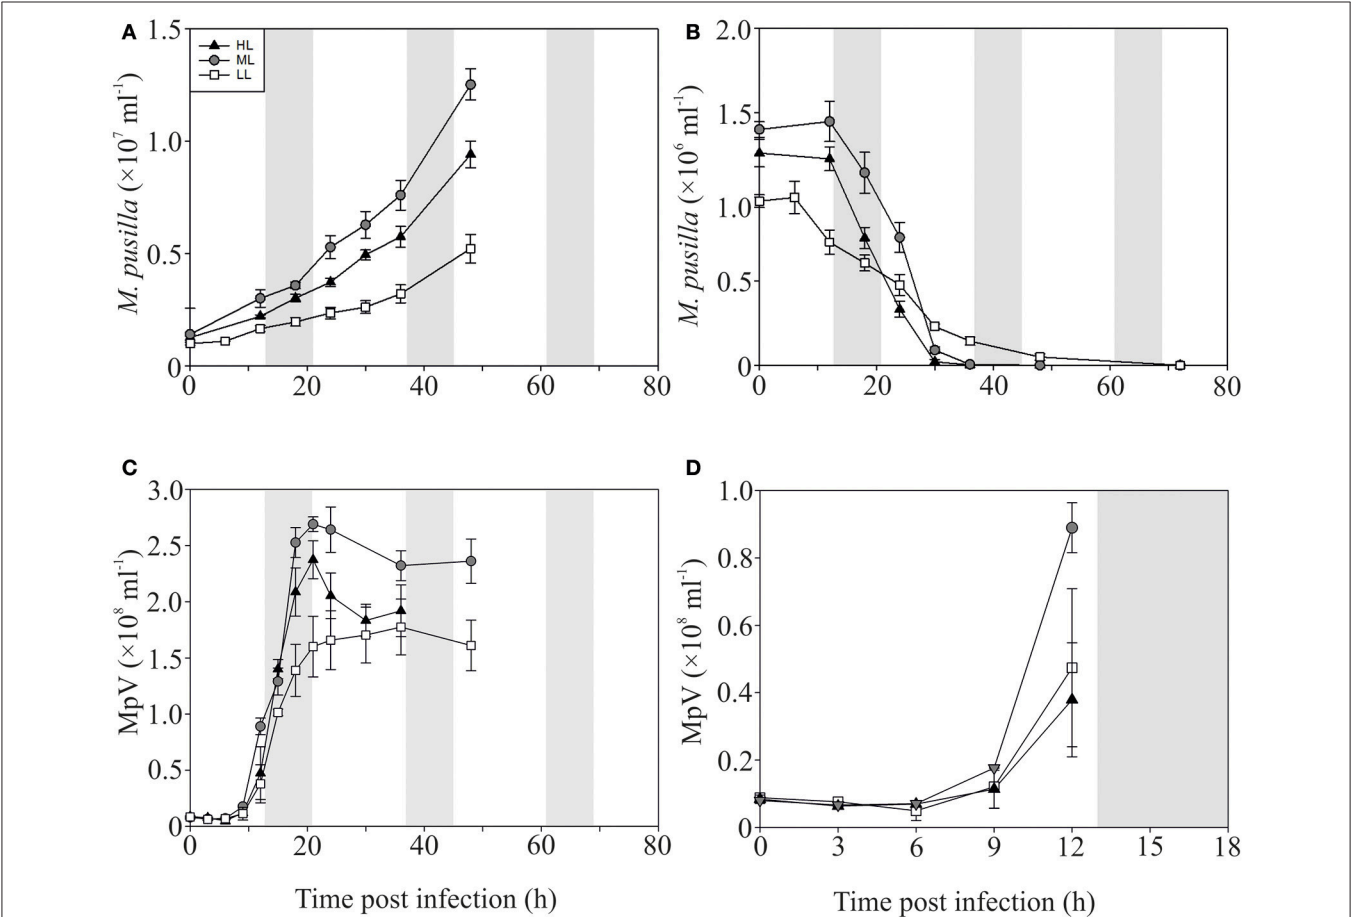 A
1.5
1.0
0.5
0
HL
ML
LL
M. pusilla (×10⁷ ml⁻¹)
0 20 40 60 80
B
2.0
1.5
1.0
0.5
0
M. pusilla (×10⁶ ml⁻¹)
0 20 40 60 80
C
3.0
2.5
2.0
1.5
1.0
0.5
0
MpV (×10⁸ ml⁻¹)
0 20 40 60 80
Time post infection (h)
D
1.0
0.8
0.6
0.4
0.2
0
MpV (×10⁸ ml⁻¹)
0 3 6 9 12 15 18
Time post infection (h)